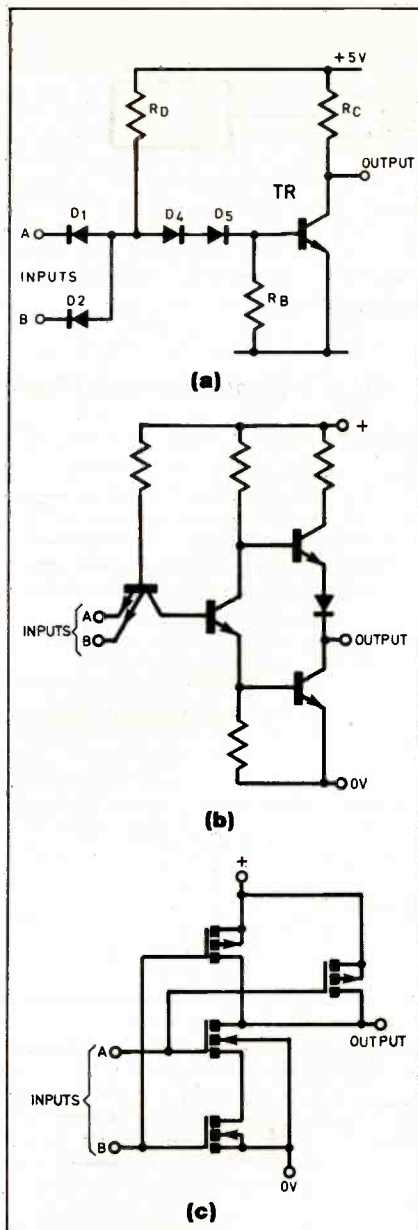 +5V
RD
RC
OUTPUT
TR
D1
D4
D5
A
INPUTS
D2
B
RB
(a)
+
A
INPUTS
B
OUTPUT
0V
(b)
+
A
OUTPUT
INPUTS
B
0V
(c)